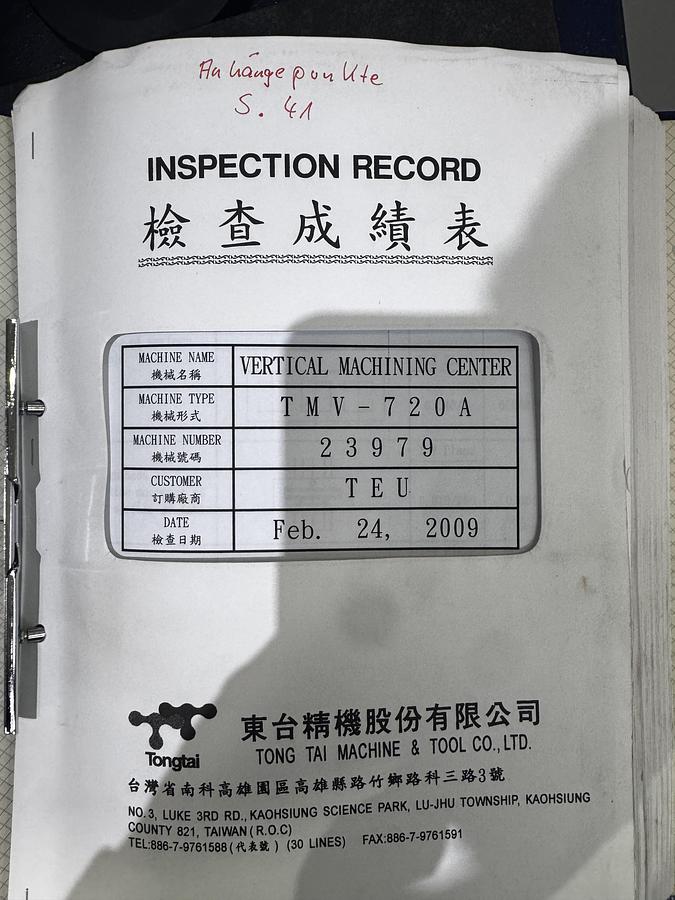 Anhängepunkte
S. 41
INSPECTION RECORD
檢查成績表
MACHINE NAME
機械名稱
VERTICAL MACHINING CENTER
MACHINE TYPE
機械形式
TMV-720A
MACHINE NUMBER
機械號碼
23979
CUSTOMER
訂購廠商
TEU
DATE
檢查日期
Feb. 24, 2009
Tongtai
東台精機股份有限公司
TONG TAI MACHINE & TOOL CO.,LTD.
台灣省南科高雄園區高雄縣路竹鄉路科三路3號
NO.3, LUKE 3RD RD., KAOHSIUNG SCIENCE PARK, LU-JHU TOWNSHIP, KAOHSIUNG
COUNTY 821, TAIWAN(R.O.C)
TEL:886-7-9761588(代表號) (30 LINES) FAX:886-7-9761591